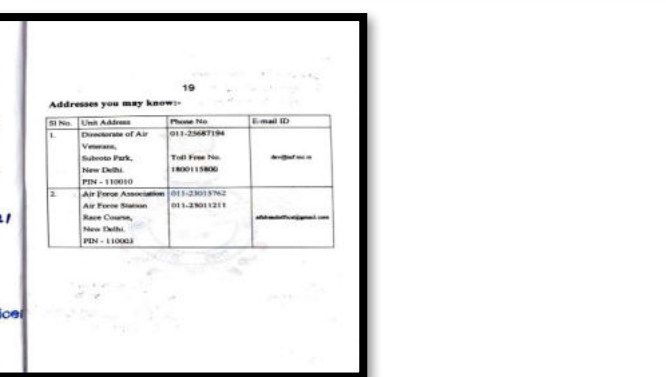 19
Addresses you may know:-
Sl No. Unit Address Phone No E-mail ID
1. Directorate of Air 011-25687194
Veterans,
Subroto Park, Toll Free No.
New Delhi. 1800115800
PIN - 110010
2. Air Force Association 011-23015762
Air Force Station 011-23011211
Race Course,
New Delhi.
PIN - 110003